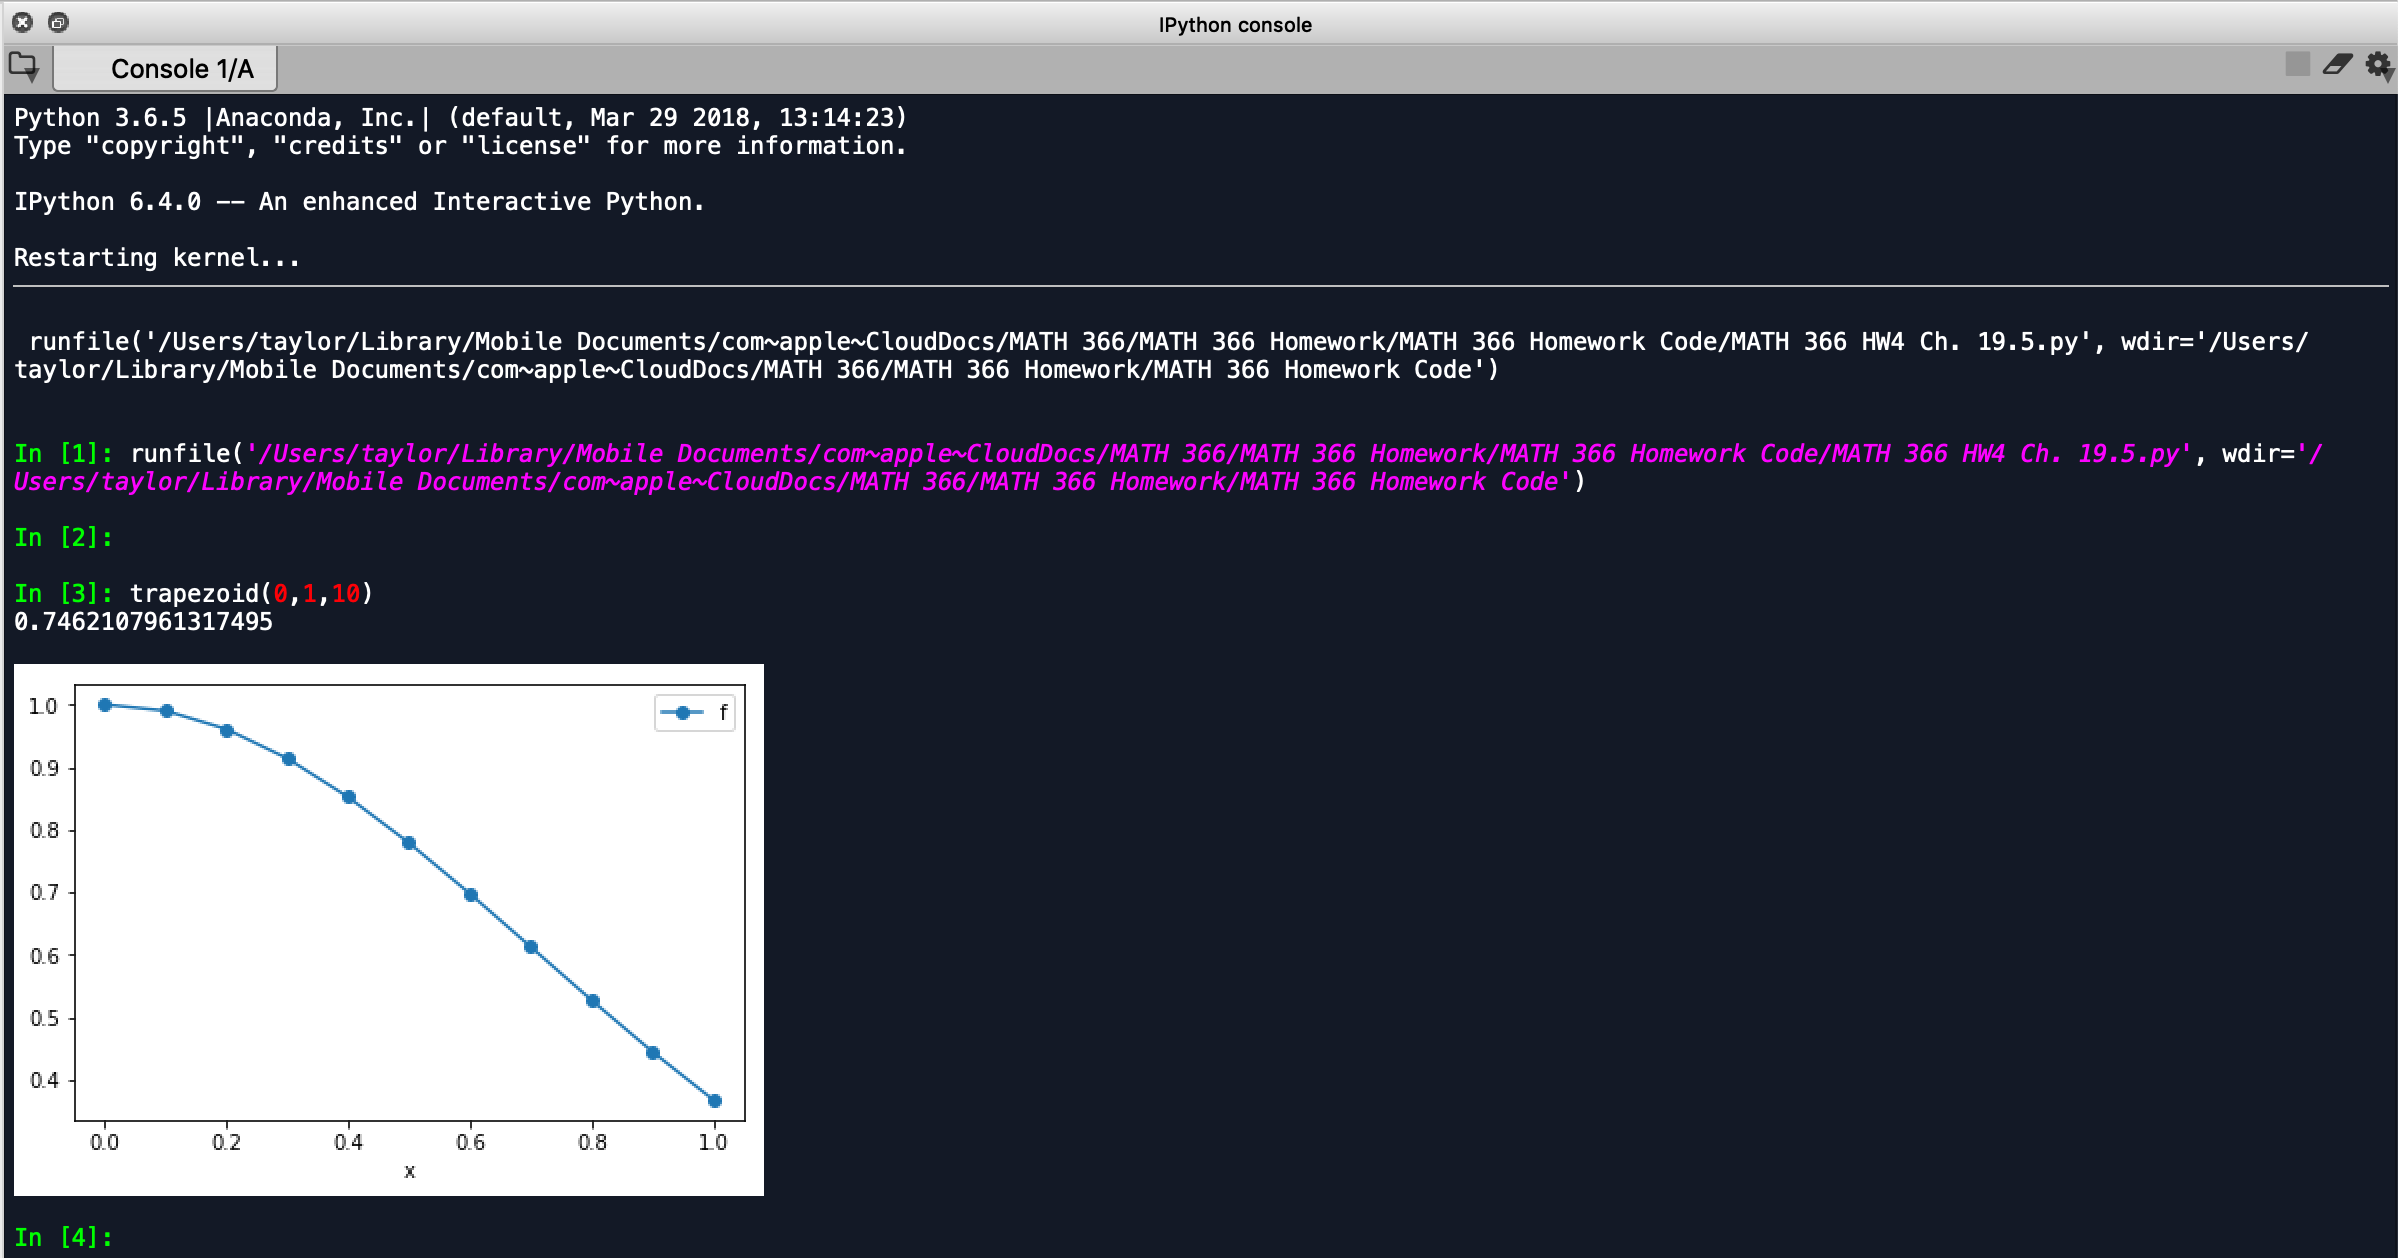 IPython console
Console 1/A
Python 3.6.5 |Anaconda, Inc.| (default, Mar 29 2018, 13:14:23)
Type "copyright", "credits" or "license" for more information.
IPython 6.4.0 -- An enhanced Interactive Python.
Restarting kernel...
runfile('/Users/taylor/Library/Mobile Documents/com~apple~CloudDocs/MATH 366/MATH 366 Homework/MATH 366 Homework Code/MATH 366 HW4 Ch. 19.5.py', wdir='/Users/
taylor/Library/Mobile Documents/com~apple~CloudDocs/MATH 366/MATH 366 Homework/MATH 366 Homework Code')
In [1]: runfile('/Users/taylor/Library/Mobile Documents/com~apple~CloudDocs/MATH 366/MATH 366 Homework/MATH 366 Homework Code/MATH 366 HW4 Ch. 19.5.py', wdir='/
Users/taylor/Library/Mobile Documents/com~apple~CloudDocs/MATH 366/MATH 366 Homework/MATH 366 Homework Code')
In [2]:
In [3]: trapezoid(0,1,10)
0.7462107961317495
f
1.0
0.9
0.8
0.7
0.6
0.5
0.4
0.0 0.2 0.4 0.6 0.8 1.0
x
In [4]: